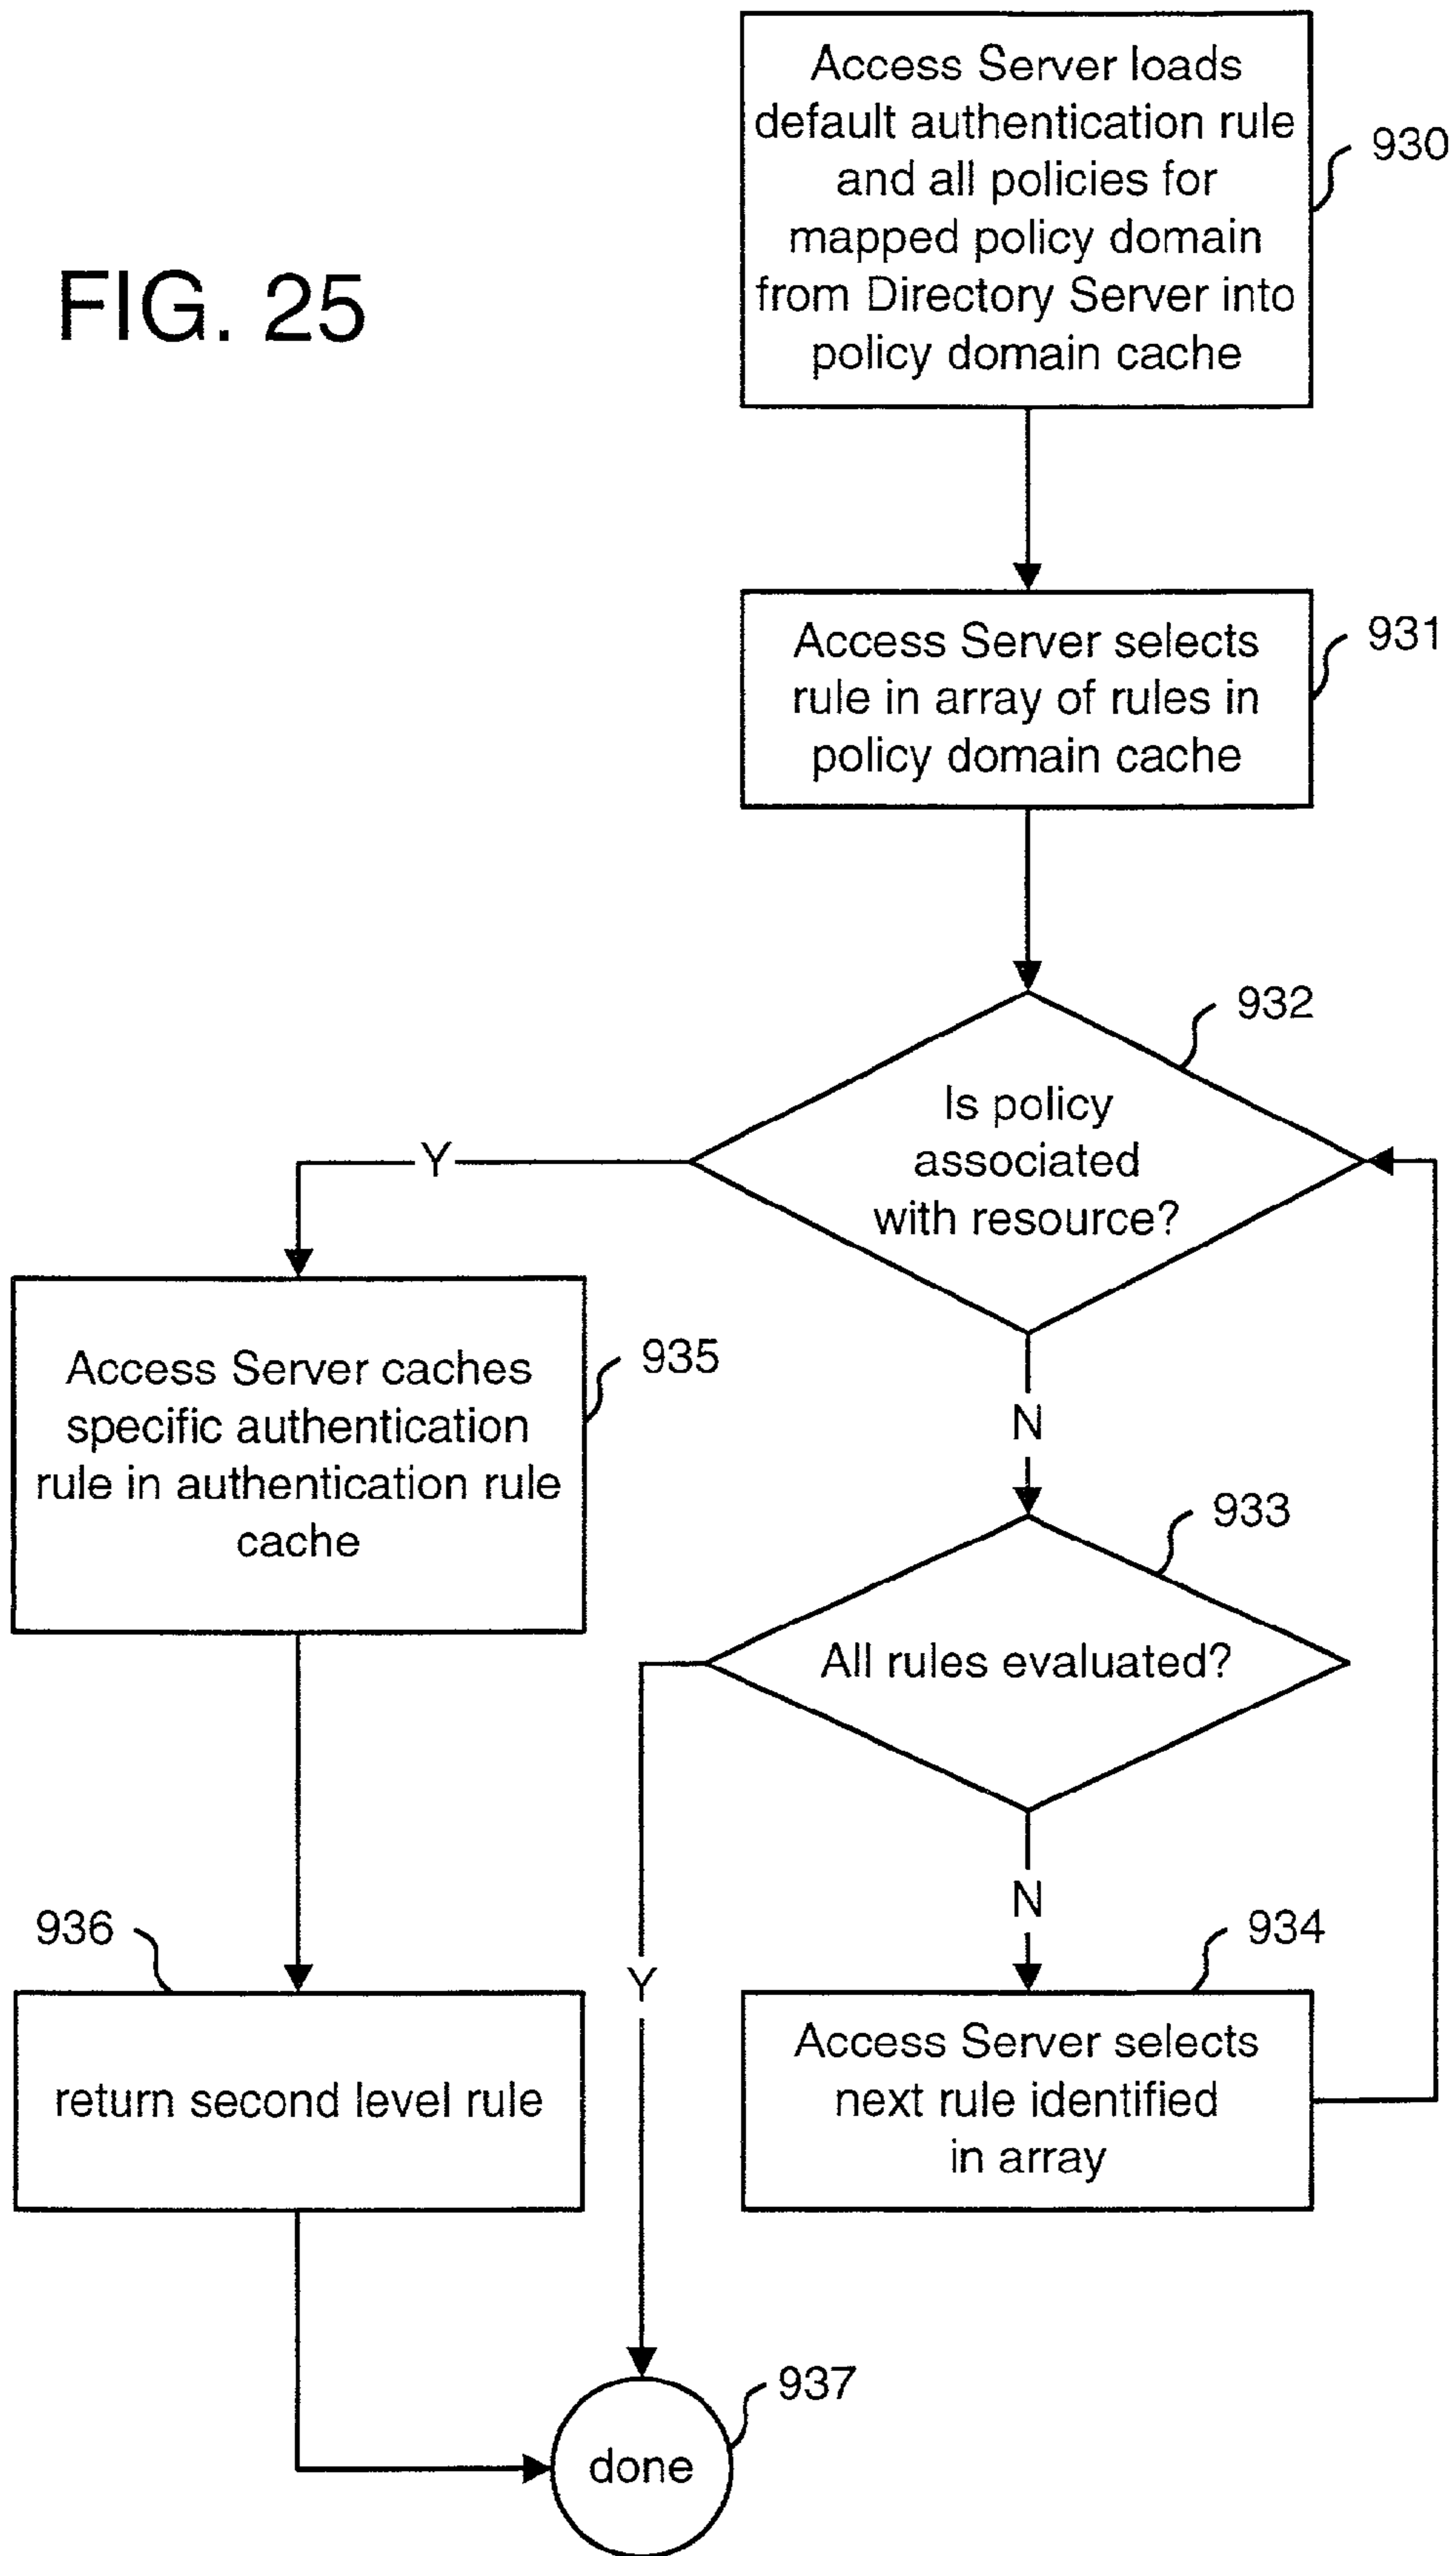 FIG. 25
Access Server loads
default authentication rule
and all policies for
mapped policy domain
from Directory Server into
policy domain cache
930
Access Server selects
rule in array of rules in
policy domain cache
931
932
Is policy
associated
with resource?
Y
N
Access Server caches
specific authentication
rule in authentication rule
cache
935
933
All rules evaluated?
N
Y
936
return second level rule
934
Access Server selects
next rule identified
in array
937
done